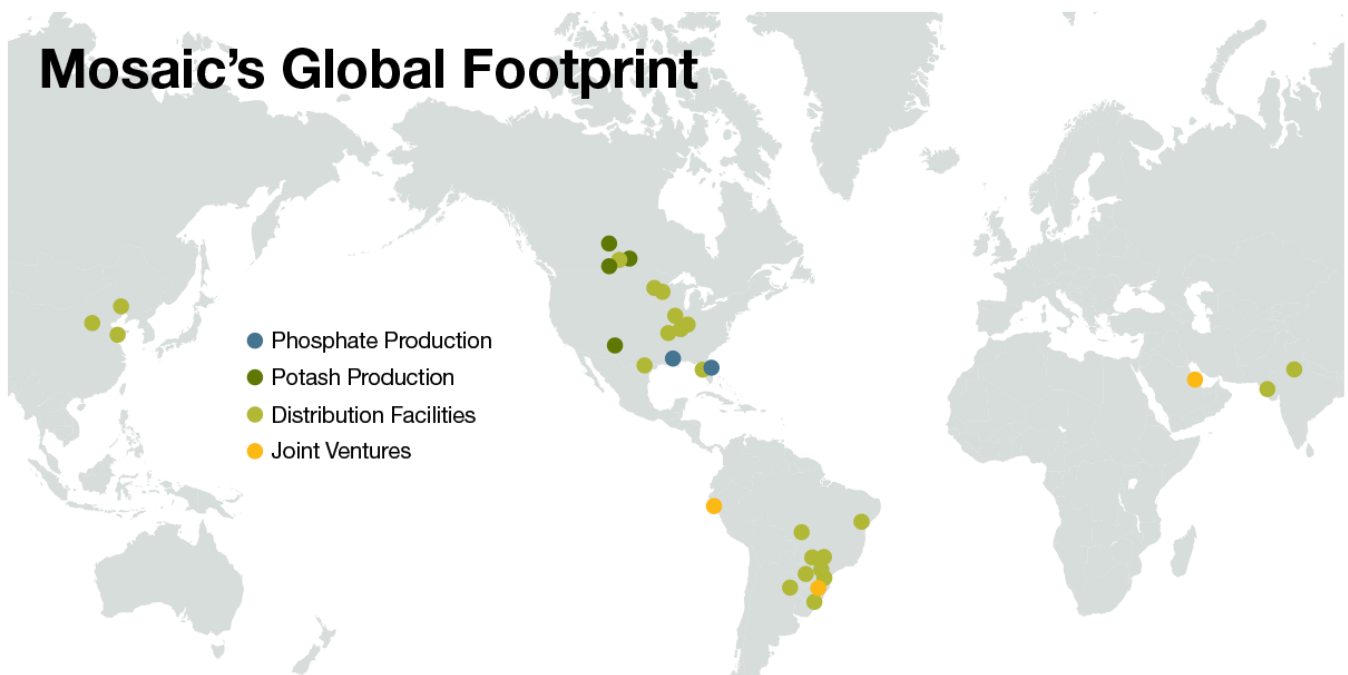 Mosaic’s Global Footprint
Phosphate Production
Potash Production
Distribution Facilities
Joint Ventures